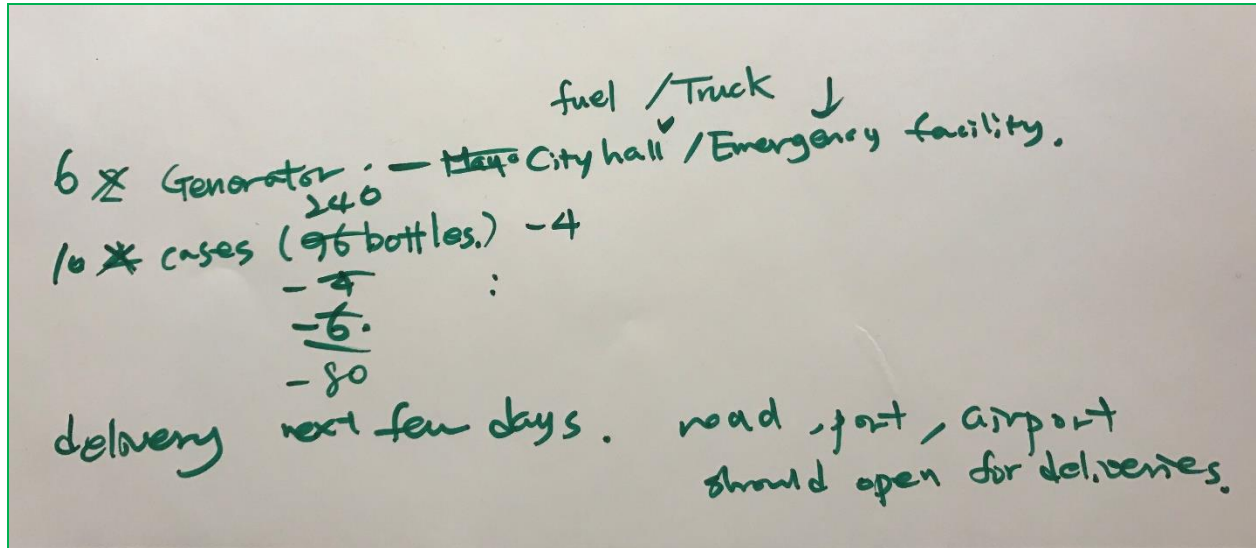 fuel / Truck ↓
6 Generator. – City hall ✓ / Emergency facility.
240
10 cases (96 bottles.) -4
- 4 :
- 6.
- 80
delivery next few days. road, port, airport
should open for deliveries.